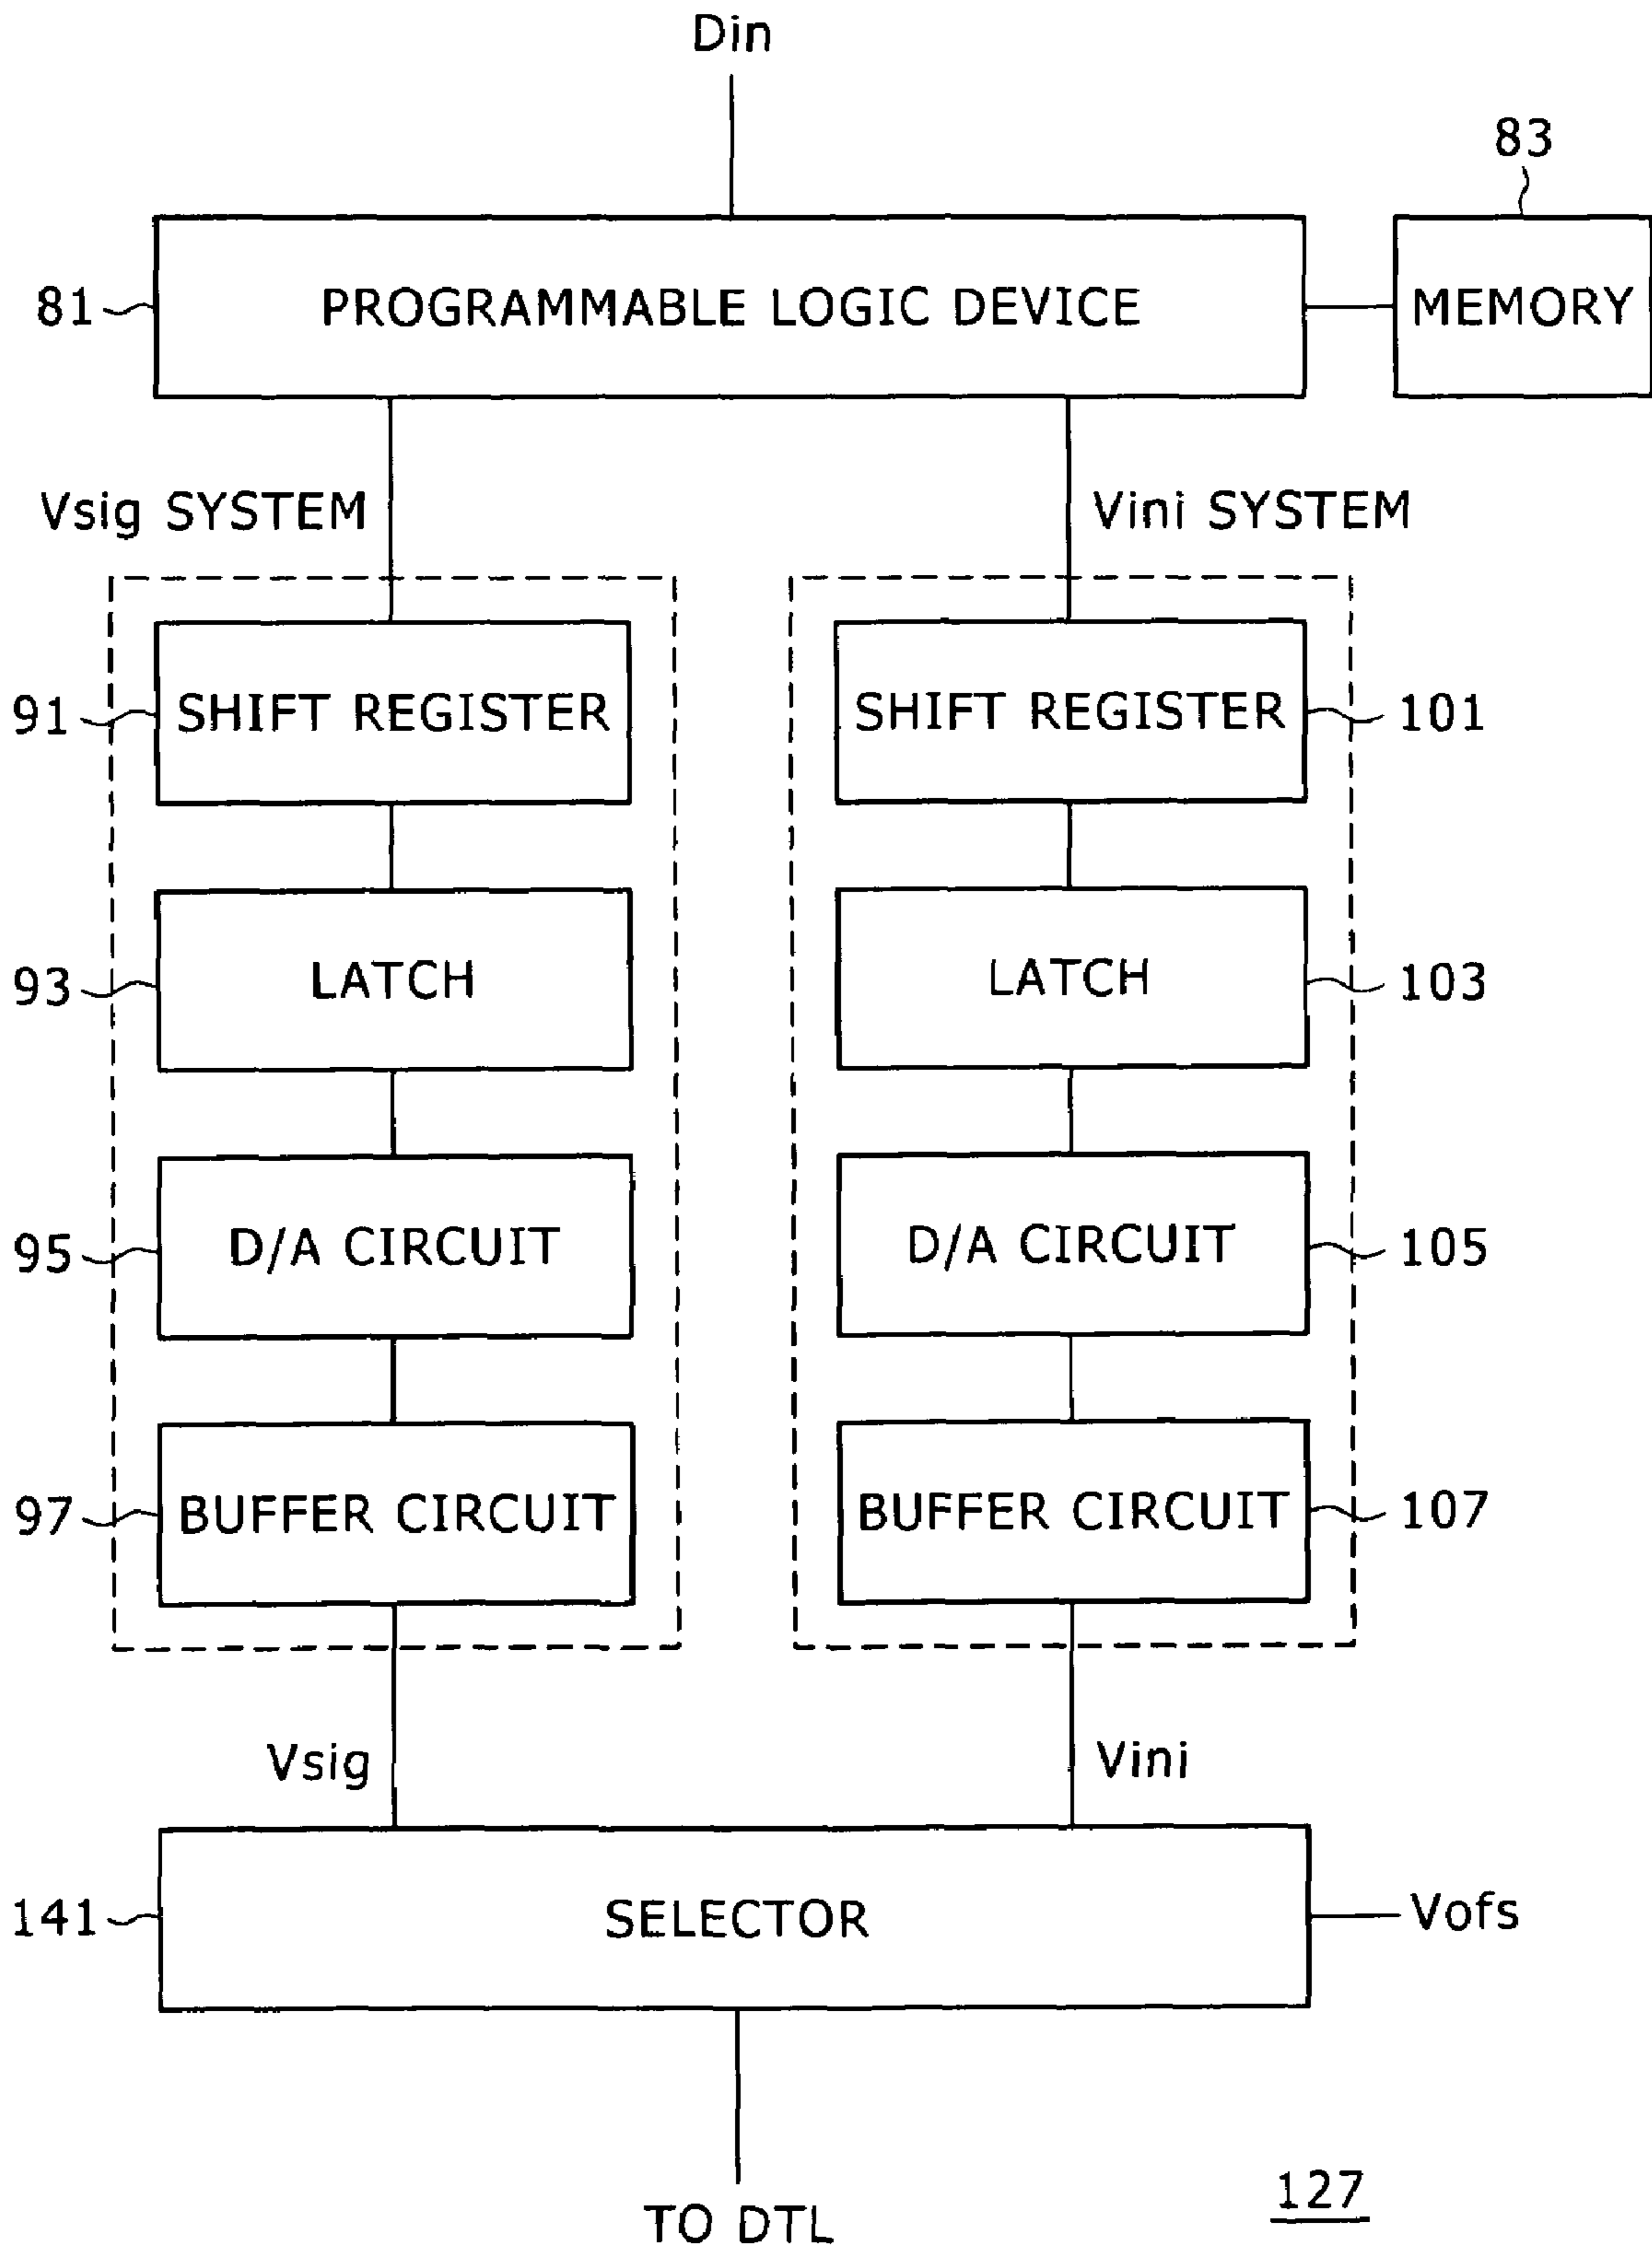 Din
83
81
PROGRAMMABLE LOGIC DEVICE
MEMORY
Vsig SYSTEM
Vini SYSTEM
91
SHIFT REGISTER
SHIFT REGISTER
101
93
LATCH
LATCH
103
95
D/A CIRCUIT
D/A CIRCUIT
105
97
BUFFER CIRCUIT
BUFFER CIRCUIT
107
Vsig
Vini
141
SELECTOR
Vofs
TO DTL
127